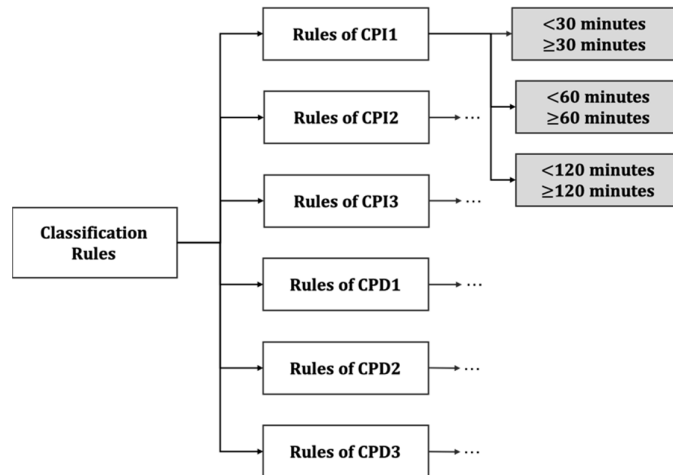 Classification
Rules
Rules of CPI1
<30 minutes
≥30 minutes
<60 minutes
≥60 minutes
<120 minutes
≥120 minutes
Rules of CPI2
...
Rules of CPI3
...
Rules of CPD1
...
Rules of CPD2
...
Rules of CPD3
...